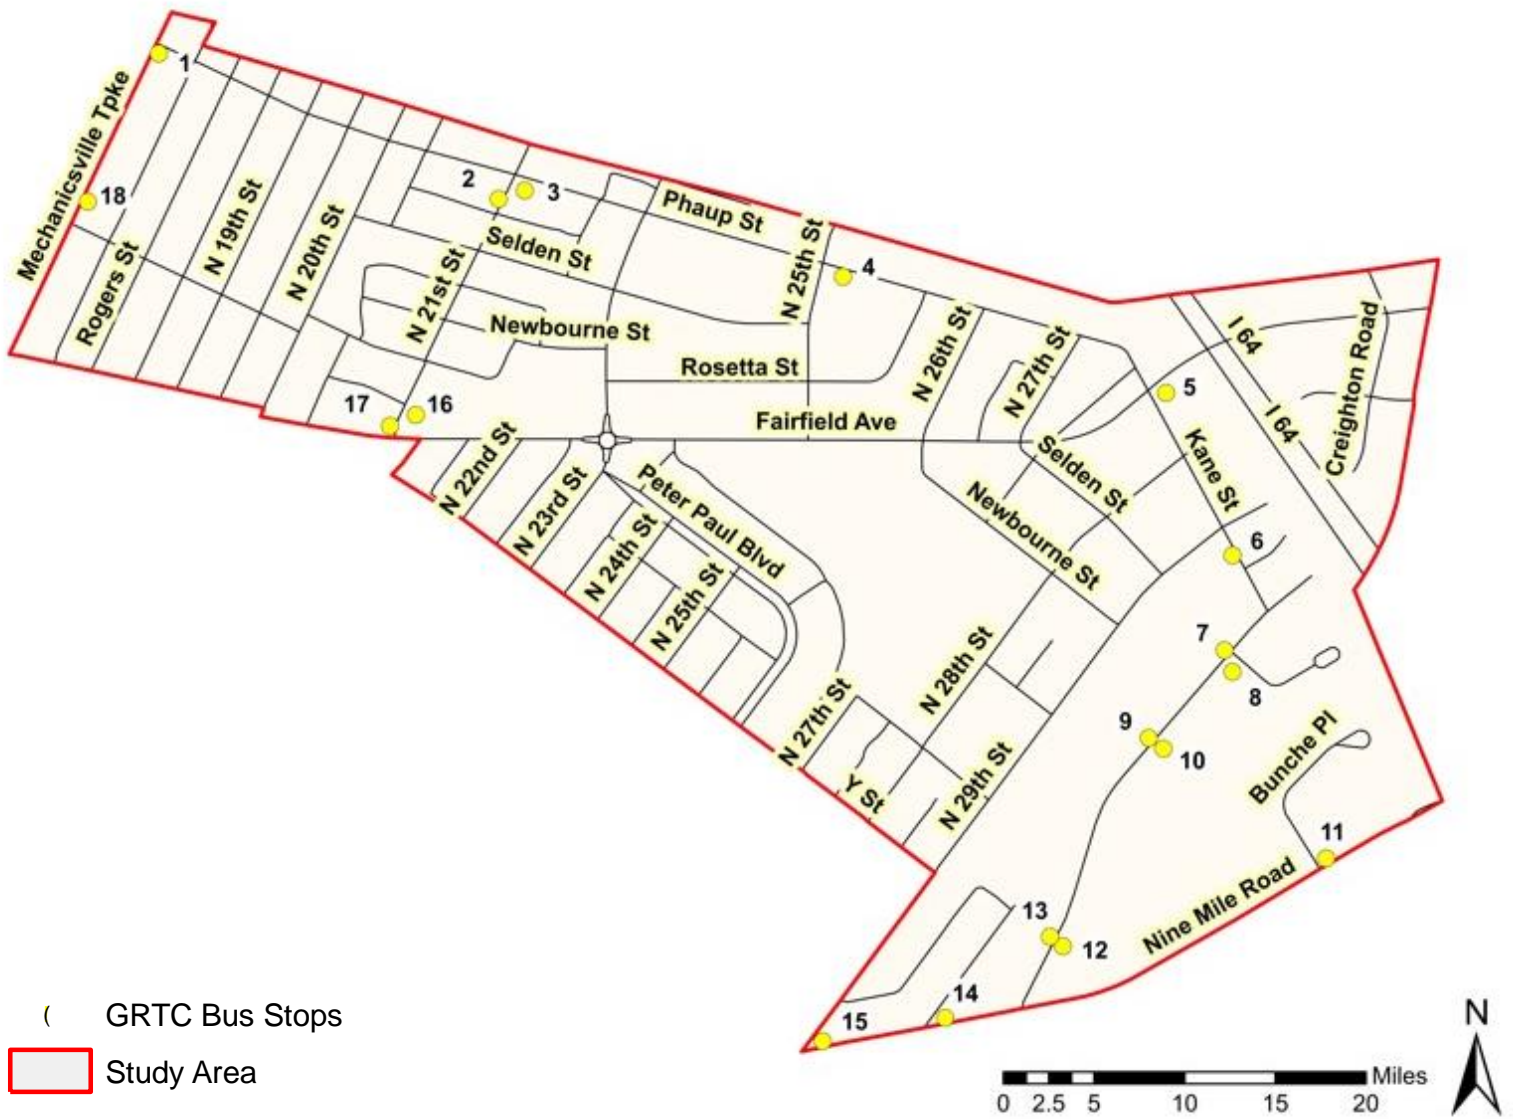 1
Mechanicsville Tpke
18
2
3
N 19th St
Phaup St
N 20th St
Rogers St
Selden St
N 25th St
4
N 21st St
Newbourne St
I 64
Creighton Road
N 26th St
N 27th St
Rosetta St
5
17
16
Fairfield Ave
I 64
N 22nd St
Selden St
Kane St
N 23rd St
Peter Paul Blvd
Newbourne St
6
N 24th St
N 25th St
7
8
N 28th St
N 27th St
9
10
Bunche Pl
Y St
N 29th St
11
Nine Mile Road
13
12
14
15
( GRTC Bus Stops
Study Area
N
Miles
0 2.5 5 10 15 20